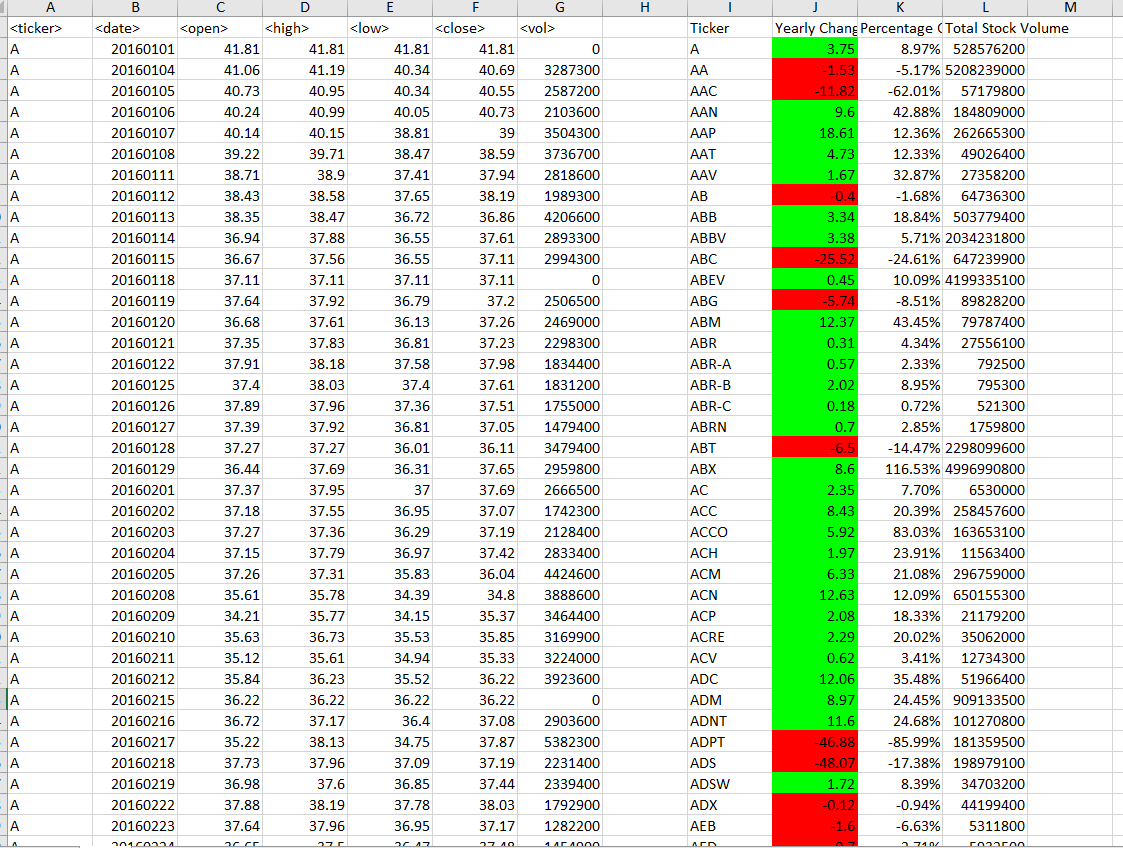 A B C D E F G H I J K L M
<ticker> <date> <open> <high> <low> <close> <vol> Ticker Yearly Chang Percentage C Total Stock Volume
A 20160101 41.81 41.81 41.81 41.81 0 A 3.75 8.97% 528576200
A 20160104 41.06 41.19 40.34 40.69 3287300 AA -1.53 -5.17% 5208239000
A 20160105 40.73 40.95 40.34 40.55 2587200 AAC -11.82 -62.01% 57179800
A 20160106 40.24 40.99 40.05 40.73 2103600 AAN 9.6 42.88% 184809000
A 20160107 40.14 40.15 38.81 39 3504300 AAP 18.61 12.36% 262665300
A 20160108 39.22 39.71 38.47 38.59 3736700 AAT 4.73 12.33% 49026400
A 20160111 38.71 38.9 37.41 37.94 2818600 AAV 1.67 32.87% 27358200
A 20160112 38.43 38.58 37.65 38.19 1989300 AB -0.4 -1.68% 64736300
A 20160113 38.35 38.47 36.72 36.86 4206600 ABB 3.34 18.84% 503779400
A 20160114 36.94 37.88 36.55 37.61 2893300 ABBV 3.38 5.71% 2034231800
A 20160115 36.67 37.56 36.55 37.11 2994300 ABC -25.52 -24.61% 647239900
A 20160118 37.11 37.11 37.11 37.11 0 ABEV 0.45 10.09% 4199335100
A 20160119 37.64 37.92 36.79 37.2 2506500 ABG -5.74 -8.51% 89828200
A 20160120 36.68 37.61 36.13 37.26 2469000 ABM 12.37 43.45% 79787400
A 20160121 37.35 37.83 36.81 37.23 2298300 ABR 0.31 4.34% 27556100
A 20160122 37.91 38.18 37.58 37.98 1834400 ABR-A 0.57 2.33% 792500
A 20160125 37.4 38.03 37.4 37.61 1831200 ABR-B 2.02 8.95% 795300
A 20160126 37.89 37.96 37.36 37.51 1755000 ABR-C 0.18 0.72% 521300
A 20160127 37.39 37.92 36.81 37.05 1479400 ABRN 0.7 2.85% 1759800
A 20160128 37.27 37.27 36.01 36.11 3479400 ABT -6.5 -14.47% 2298099600
A 20160129 36.44 37.69 36.31 37.65 2959800 ABX 8.6 116.53% 4996990800
A 20160201 37.37 37.95 37 37.69 2666500 AC 2.35 7.70% 6530000
A 20160202 37.18 37.55 36.95 37.07 1742300 ACC 8.43 20.39% 258457600
A 20160203 37.27 37.36 36.29 37.19 2128400 ACCO 5.92 83.03% 163653100
A 20160204 37.15 37.79 36.97 37.42 2833400 ACH 1.97 23.91% 11563400
A 20160205 37.26 37.31 35.83 36.04 4424600 ACM 6.33 21.08% 296759000
A 20160208 35.61 35.78 34.39 34.8 3888600 ACN 12.63 12.09% 650155300
A 20160209 34.21 35.77 34.15 35.37 3464400 ACP 2.08 18.33% 21179200
A 20160210 35.63 36.73 35.53 35.85 3169900 ACRE 2.29 20.02% 35062000
A 20160211 35.12 35.61 34.94 35.33 3224000 ACV 0.62 3.41% 12734300
A 20160212 35.84 36.23 35.52 36.22 3923600 ADC 12.06 35.48% 51966400
A 20160215 36.22 36.22 36.22 36.22 0 ADM 8.97 24.45% 909133500
A 20160216 36.72 37.17 36.4 37.08 2903600 ADNT 11.6 24.68% 101270800
A 20160217 35.22 38.13 34.75 37.87 5382300 ADPT -46.88 -85.99% 181359500
A 20160218 37.73 37.96 37.09 37.19 2231400 ADS -48.07 -17.38% 198979100
A 20160219 36.98 37.6 36.85 37.44 2339400 ADSW 1.72 8.39% 34703200
A 20160222 37.88 38.19 37.78 38.03 1792900 ADX -0.12 -0.94% 44199400
A 20160223 37.64 37.96 36.95 37.17 1282200 AEB -1.6 -6.63% 5311800